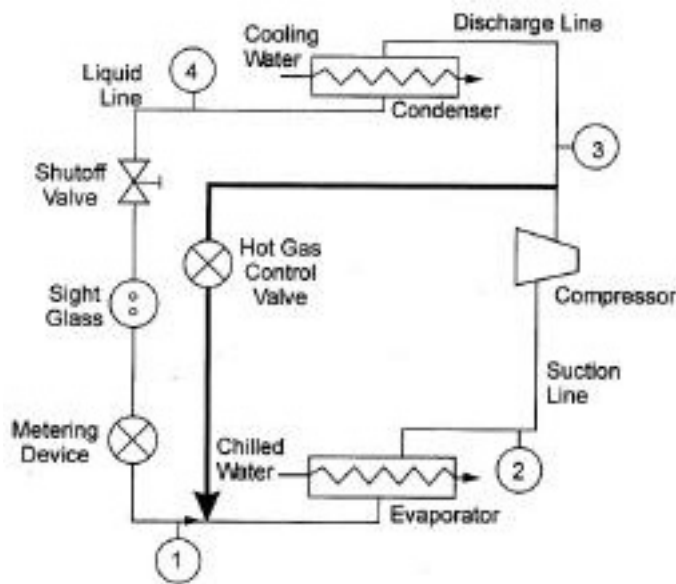 Discharge Line
Cooling
Water
4
Liquid
Line
Condenser
3
Shutoff
Valve
Hot Gas
Control
Valve
Compressor
Sight
Glass
Suction
Line
Metering
Device
Chilled
Water
2
Evaporator
1